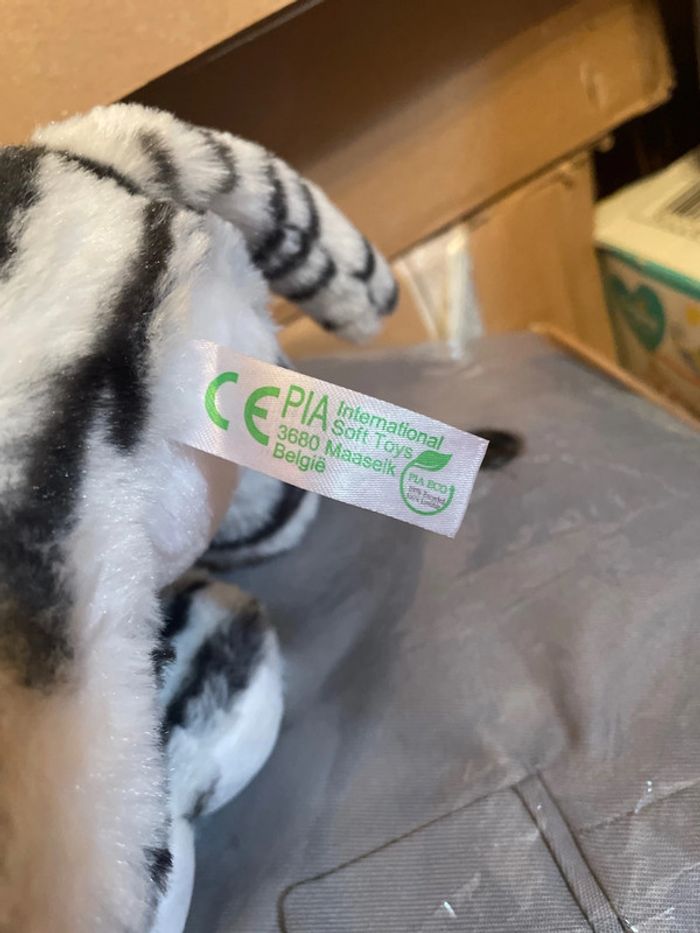 CE PIA International
Soft Toys
3680 Maaseik
België
PIA ECO